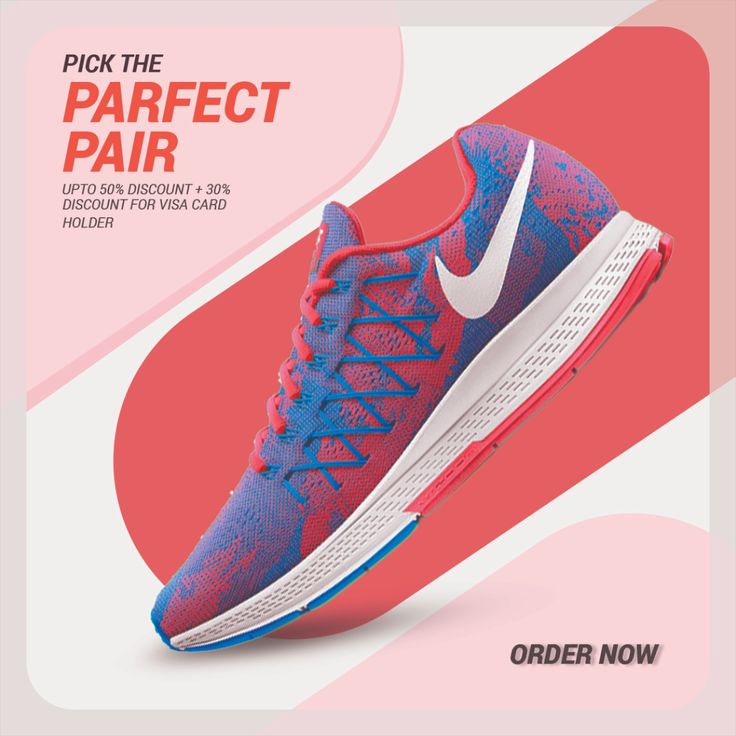 PICK THE
PARFECT
PAIR
UPTO 50% DISCOUNT + 30%
DISCOUNT FOR VISA CARD
HOLDER
ORDER NOW